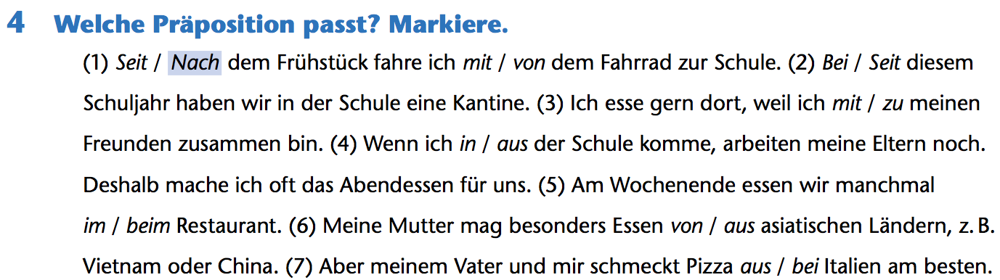 4 Welche Präposition passt? Markiere.
(1) Seit / Nach dem Frühstück fahre ich mit / von dem Fahrrad zur Schule. (2) Bei / Seit diesem
Schuljahr haben wir in der Schule eine Kantine. (3) Ich esse gern dort, weil ich mit / zu meinen
Freunden zusammen bin. (4) Wenn ich in / aus der Schule komme, arbeiten meine Eltern noch.
Deshalb mache ich oft das Abendessen für uns. (5) Am Wochenende essen wir manchmal
im / beim Restaurant. (6) Meine Mutter mag besonders Essen von / aus asiatischen Ländern, z. B.
Vietnam oder China. (7) Aber meinem Vater und mir schmeckt Pizza aus / bei Italien am besten.